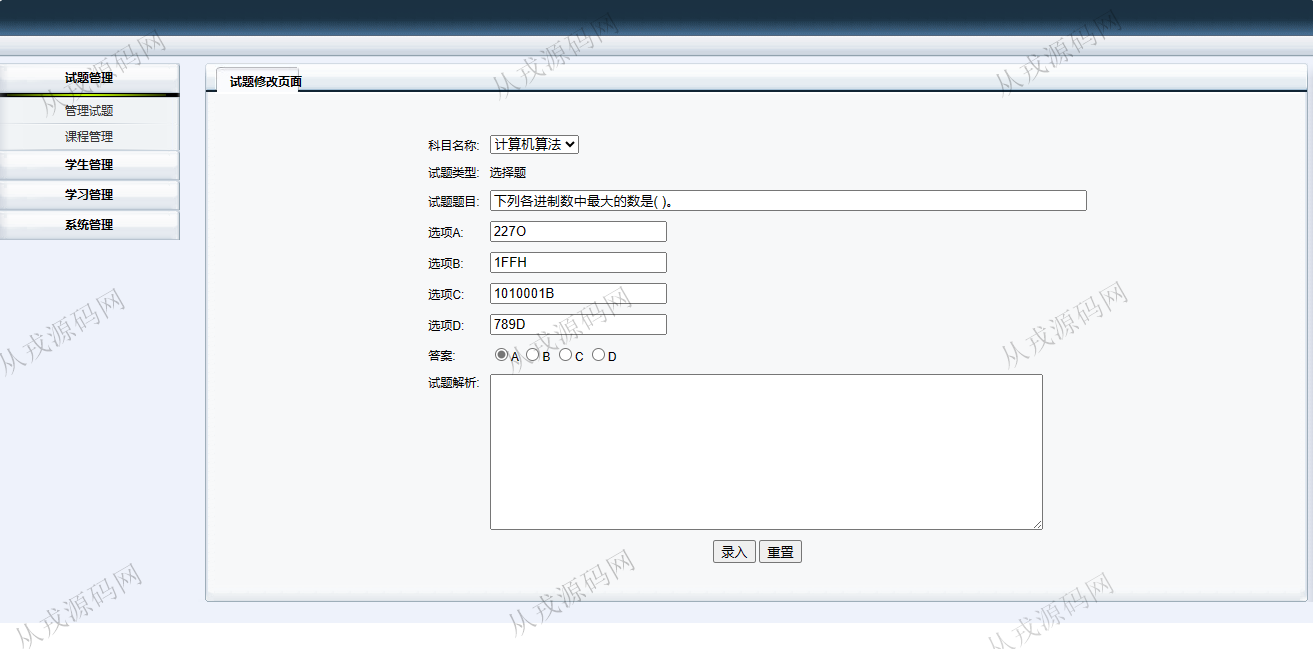 试题管理
管理试题
课程管理
学生管理
学习管理
系统管理
试题修改页面
科目名称: 计算机算法
试题类型: 选择题
试题题目: 下列各进制数中最大的数是( )。
选项A: 227O
选项B: 1FFH
选项C: 1010001B
选项D: 789D
答案: A B C D
试题解析:
录入 重置
从戎源码网
从戎源码网
从戎源码网
从戎源码网
从戎源码网
从戎源码网
从戎源码网
从戎源码网
从戎源码网